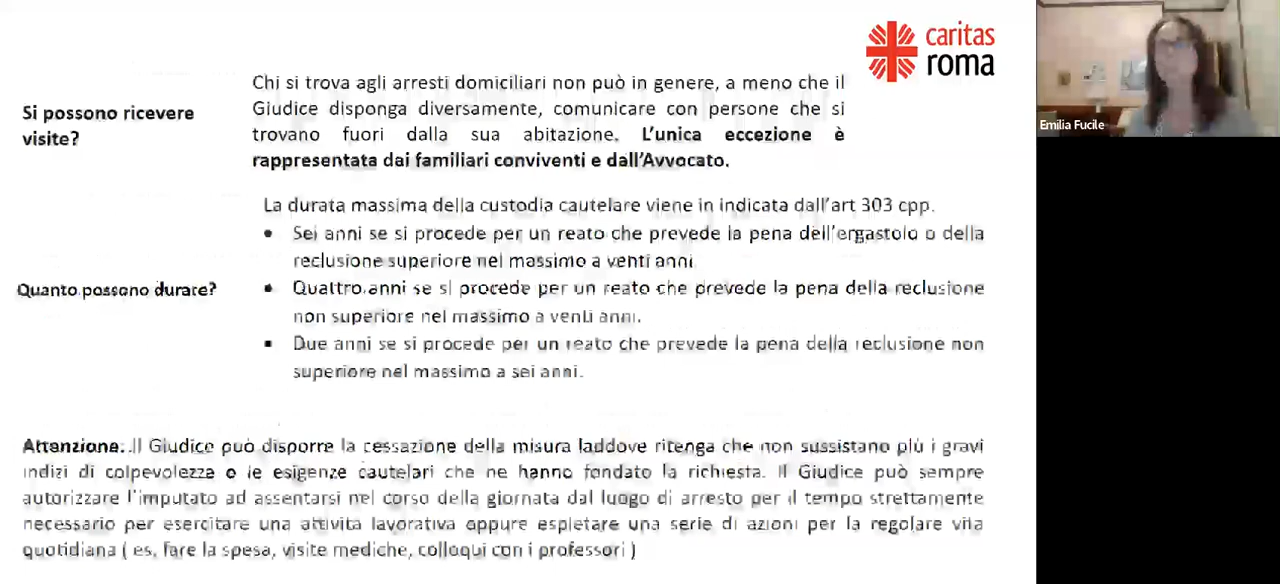 caritas
roma
Emilia Fucile
Si possono ricevere
visite?
Chi si trova agli arresti domiciliari non può in genere, a meno che il
Giudice disponga diversamente, comunicare con persone che si
trovano fuori dalla sua abitazione. L'unica eccezione è
rappresentata dai familiari conviventi e dall'Avvocato.
Quanto possono durare?
La durata massima della custodia cautelare viene in indicata dall'art 303 cpp.
• Sei anni se si procede per un reato che prevede la pena dell'ergastolo o della
reclusione superiore nel massimo a venti anni
• Quattro anni se si procede per un reato che prevede la pena della reclusione
non superiore nel massimo a venti anni.
▪ Due anni se si procede per un reato che prevede la pena della reclusione non
superiore nel massimo a sei anni.
Attenzione: Il Giudice può disporre la cessazione della misura laddove ritenga che non sussistano più i gravi
indizi di colpevolezza o le esigenze cautelari che ne hanno fondato la richiesta. Il Giudice può sempre
autorizzare l'imputato ad assentarsi nel corso della giornata dal luogo di arresto per il tempo strettamente
necessario per esercitare una attività lavorativa oppure espletare una serie di azioni per la regolare vita
quotidiana ( es, fare la spesa, visite mediche, colloqui con i professori )